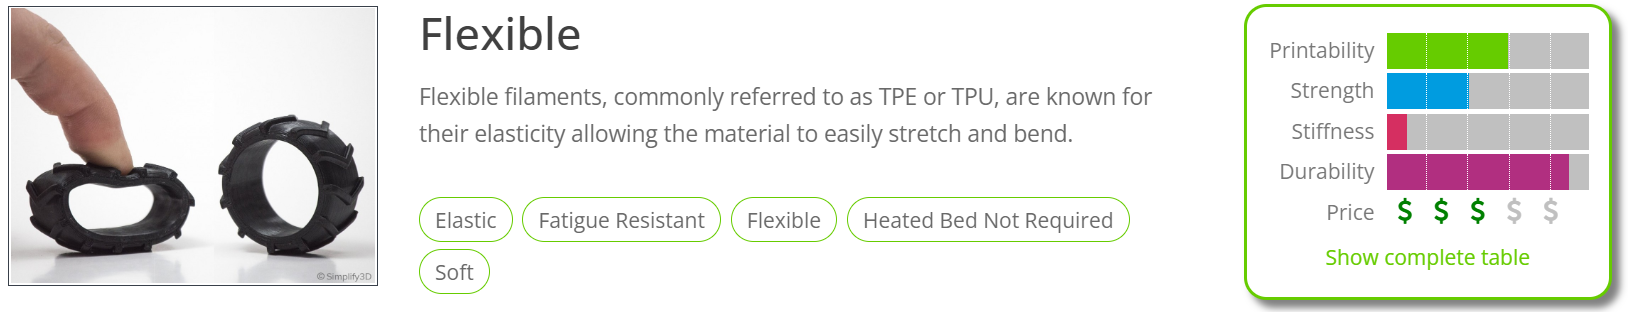 Flexible
Flexible filaments, commonly referred to as TPE or TPU, are known for
their elasticity allowing the material to easily stretch and bend.
Elastic
Fatigue Resistant
Flexible
Heated Bed Not Required
Soft
© Simplify3D
Printability
Strength
Stiffness
Durability
Price $ $ $ $ $
Show complete table